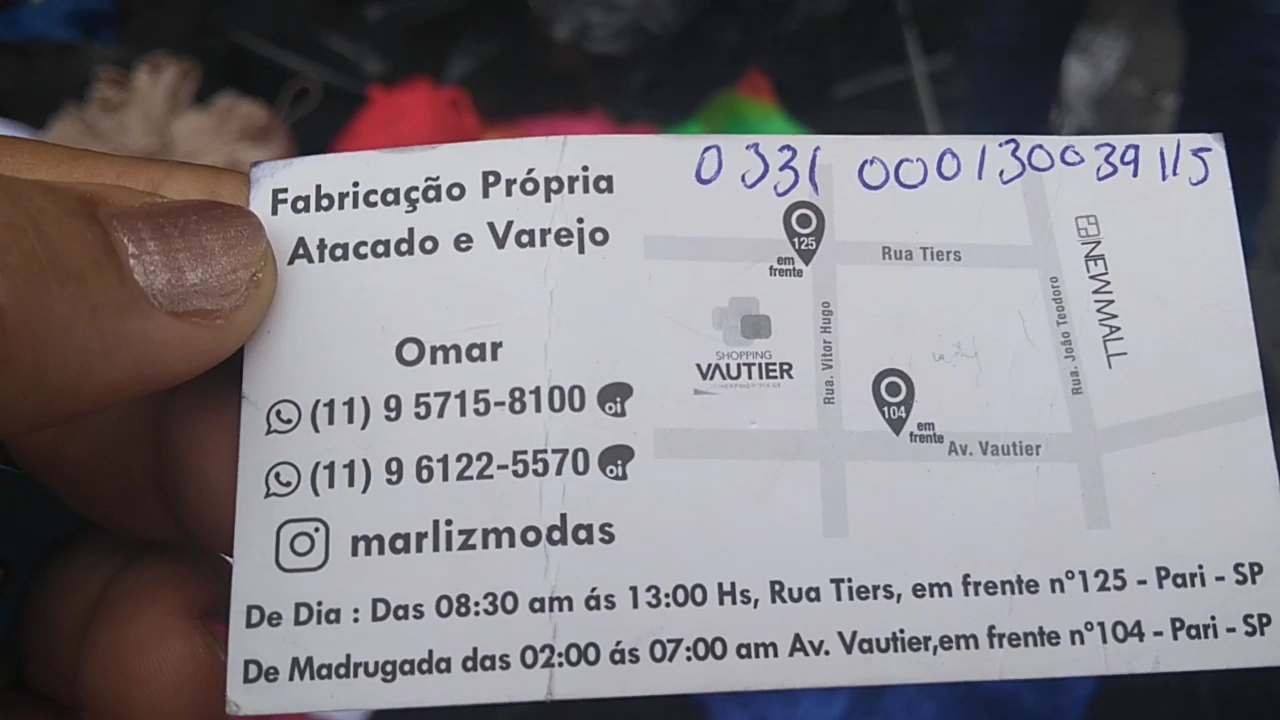 0331 000130039115
Fabricação Própria
Atacado e Varejo
Omar
(11) 9 5715-8100 oi
(11) 9 6122-5570 oi
marlizmodas
125
em
frente
Rua Tiers
NEWMALL
Rua. Vitor Hugo
Rua. João Teodoro
SHOPPING
VAUTIER
104
em
frente
Av. Vautier
De Dia : Das 08:30 am ás 13:00 Hs, Rua Tiers, em frente n°125 - Pari - SP
De Madrugada das 02:00 ás 07:00 am Av. Vautier,em frente n°104 - Pari - SP